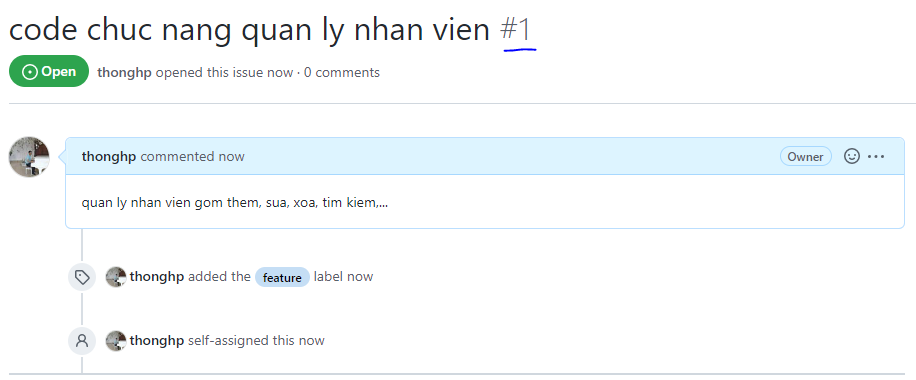 code chuc nang quan ly nhan vien #1
Open thonghp opened this issue now · 0 comments
thonghp commented now Owner
quan ly nhan vien gom them, sua, xoa, tim kiem,...
thonghp added the feature label now
thonghp self-assigned this now